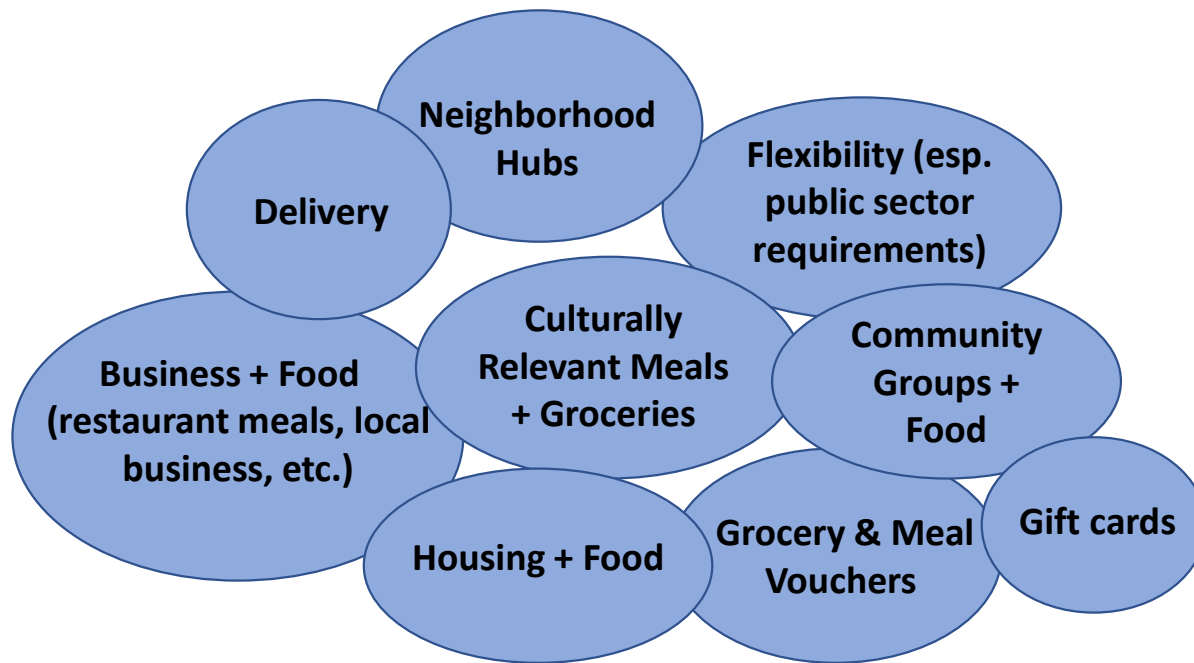 Neighborhood
Hubs
Delivery
Flexibility (esp.
public sector
requirements)
Culturally
Relevant Meals
+ Groceries
Community
Groups +
Food
Business + Food
(restaurant meals, local
business, etc.)
Housing + Food
Grocery & Meal
Vouchers
Gift cards